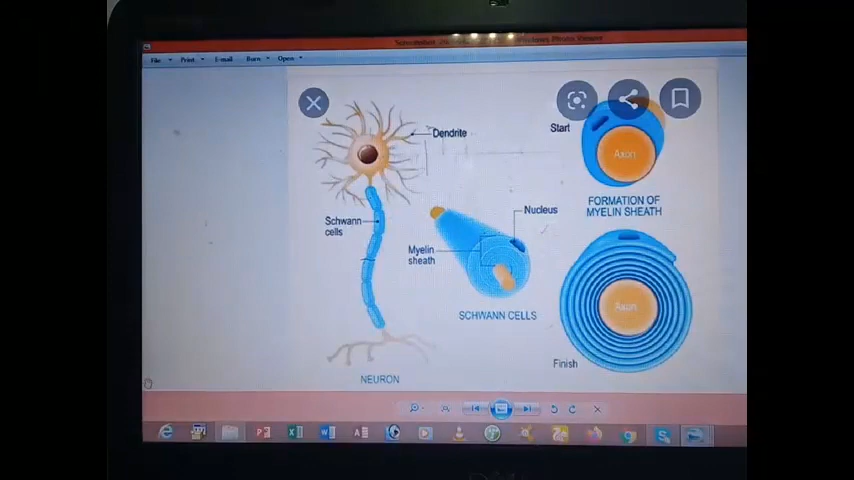 File Print E-mail Burn Open
Dendrite
Schwann
cells
NEURON
Nucleus
Myelin
sheath
SCHWANN CELLS
Start
Axon
FORMATION OF
MYELIN SHEATH
Axon
Finish